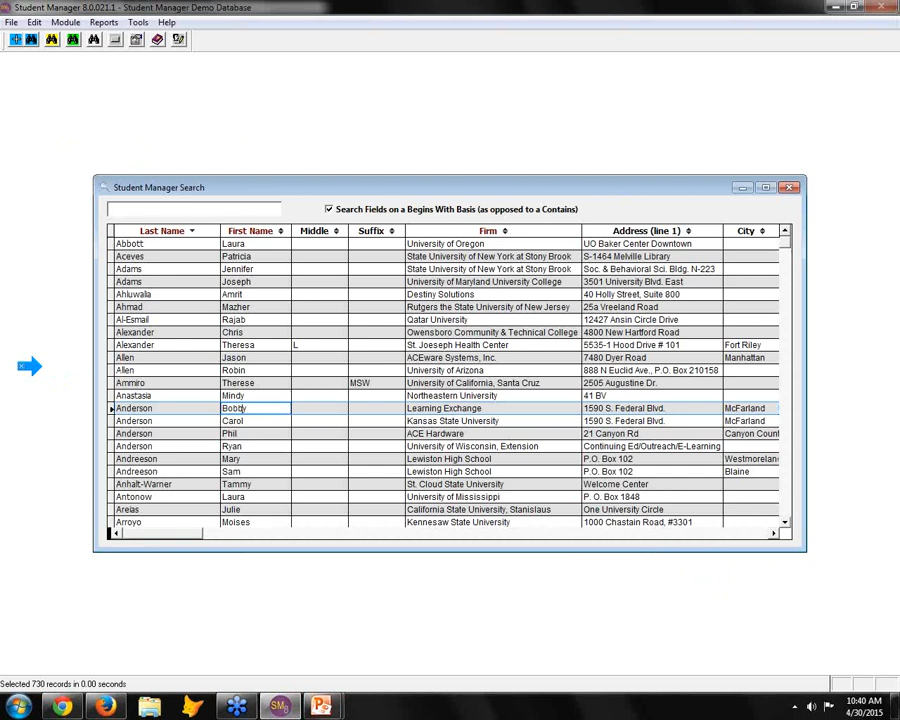 Student Manager 8.0.021.1 - Student Manager Demo Database
File Edit Module Reports Tools Help
Student Manager Search
Search Fields on a Begins With Basis (as opposed to a Contains)
Last Name First Name Middle Suffix Firm Address (line 1) City
Abbott Laura University of Oregon UO Baker Center Downtown
Aceves Patricia State University of New York at Stony Brook S-1464 Melville Library
Adams Jennifer State University of New York at Stony Brook Soc. & Behavioral Sci. Bldg. N-223
Adams Joseph University of Maryland University College 3501 University Blvd. East
Ahluwalia Amrit Destiny Solutions 40 Holly Street, Suite 800
Ahmad Mazher Rutgers the State University of New Jersey 25a Vreeland Road
Al-Esmail Rajab Qatar University 12427 Ansin Circle Drive
Alexander Chris Owensboro Community & Technical College 4800 New Hartford Road
Alexander Theresa L St. Joeseph Health Center 5535-1 Hood Drive # 101 Fort Riley
Allen Jason ACEware Systems, Inc. 7480 Dyer Road Manhattan
Allen Robin University of Arizona 888 N Euclid Ave., P.O. Box 210158
Ammiro Therese MSW University of California, Santa Cruz 2505 Augustine Dr.
Anastasia Mindy Northeastern University 41 BV
Anderson Bobby Learning Exchange 1590 S. Federal Blvd. McFarland
Anderson Carol Kansas State University 1590 S. Federal Blvd. McFarland
Anderson Phil ACE Hardware 21 Canyon Rd Canyon Count
Anderson Ryan University of Wisconsin, Extension Continuing Ed/Outreach/E-Learning
Andreeson Mary Lewiston High School P.O. Box 102 Westmoreland
Andreeson Sam Lewiston High School P.O. Box 102 Blaine
Anhalt-Warner Tammy St. Cloud State University Welcome Center
Antonow Laura University of Mississippi P. O. Box 1848
Areias Julie California State University, Stanislaus One University Circle
Arroyo Moises Kennesaw State University 1000 Chastain Road, #3301
Selected 730 records in 0.00 seconds
10:40 AM
4/30/2015